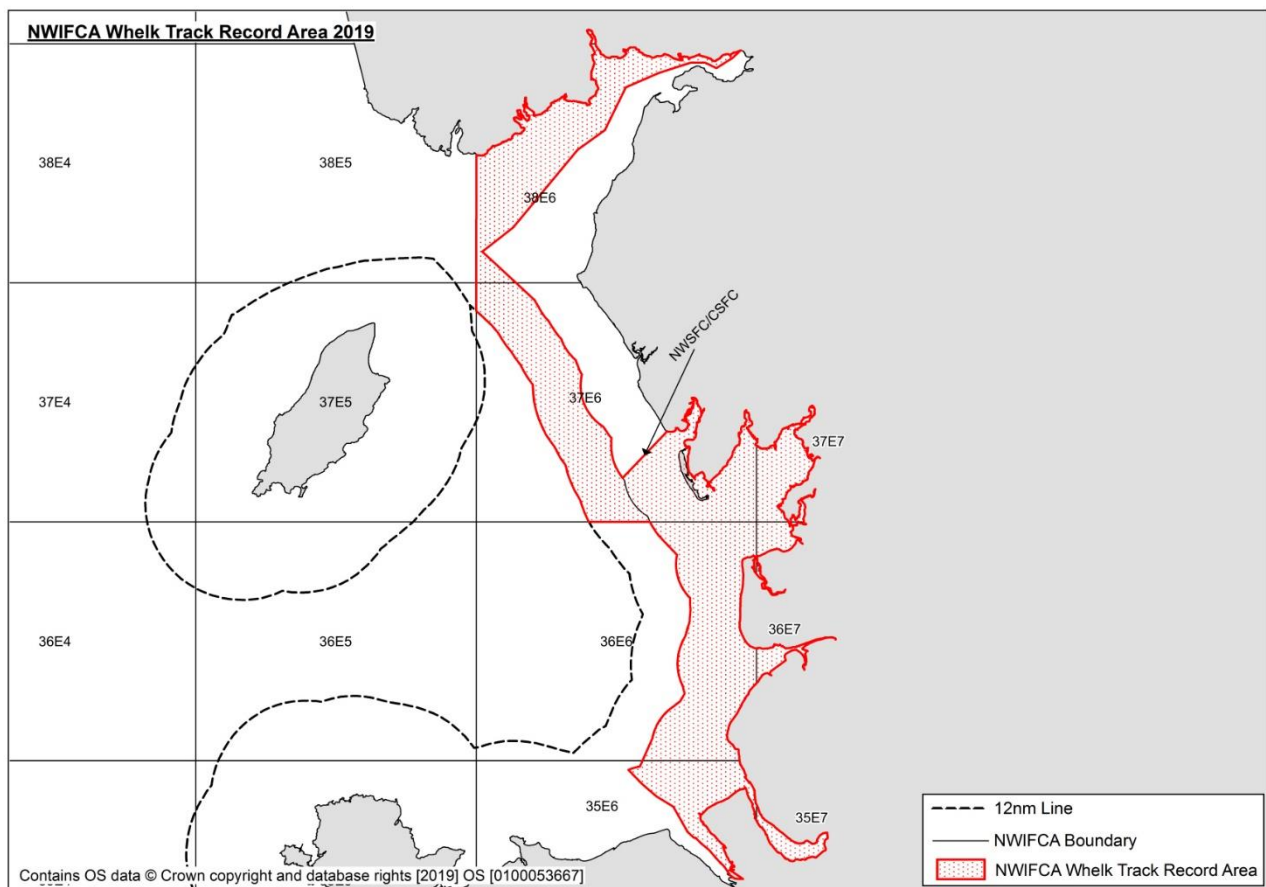 NWIFCA Whelk Track Record Area 2019
38E4
38E5
38E6
NWSFC/CSFC
37E4
37E5
37E6
37E7
36E4
36E5
36E6
36E7
35E6
35E7
12nm Line
NWIFCA Boundary
NWIFCA Whelk Track Record Area
Contains OS data © Crown copyright and database rights [2019] OS [0100053667]